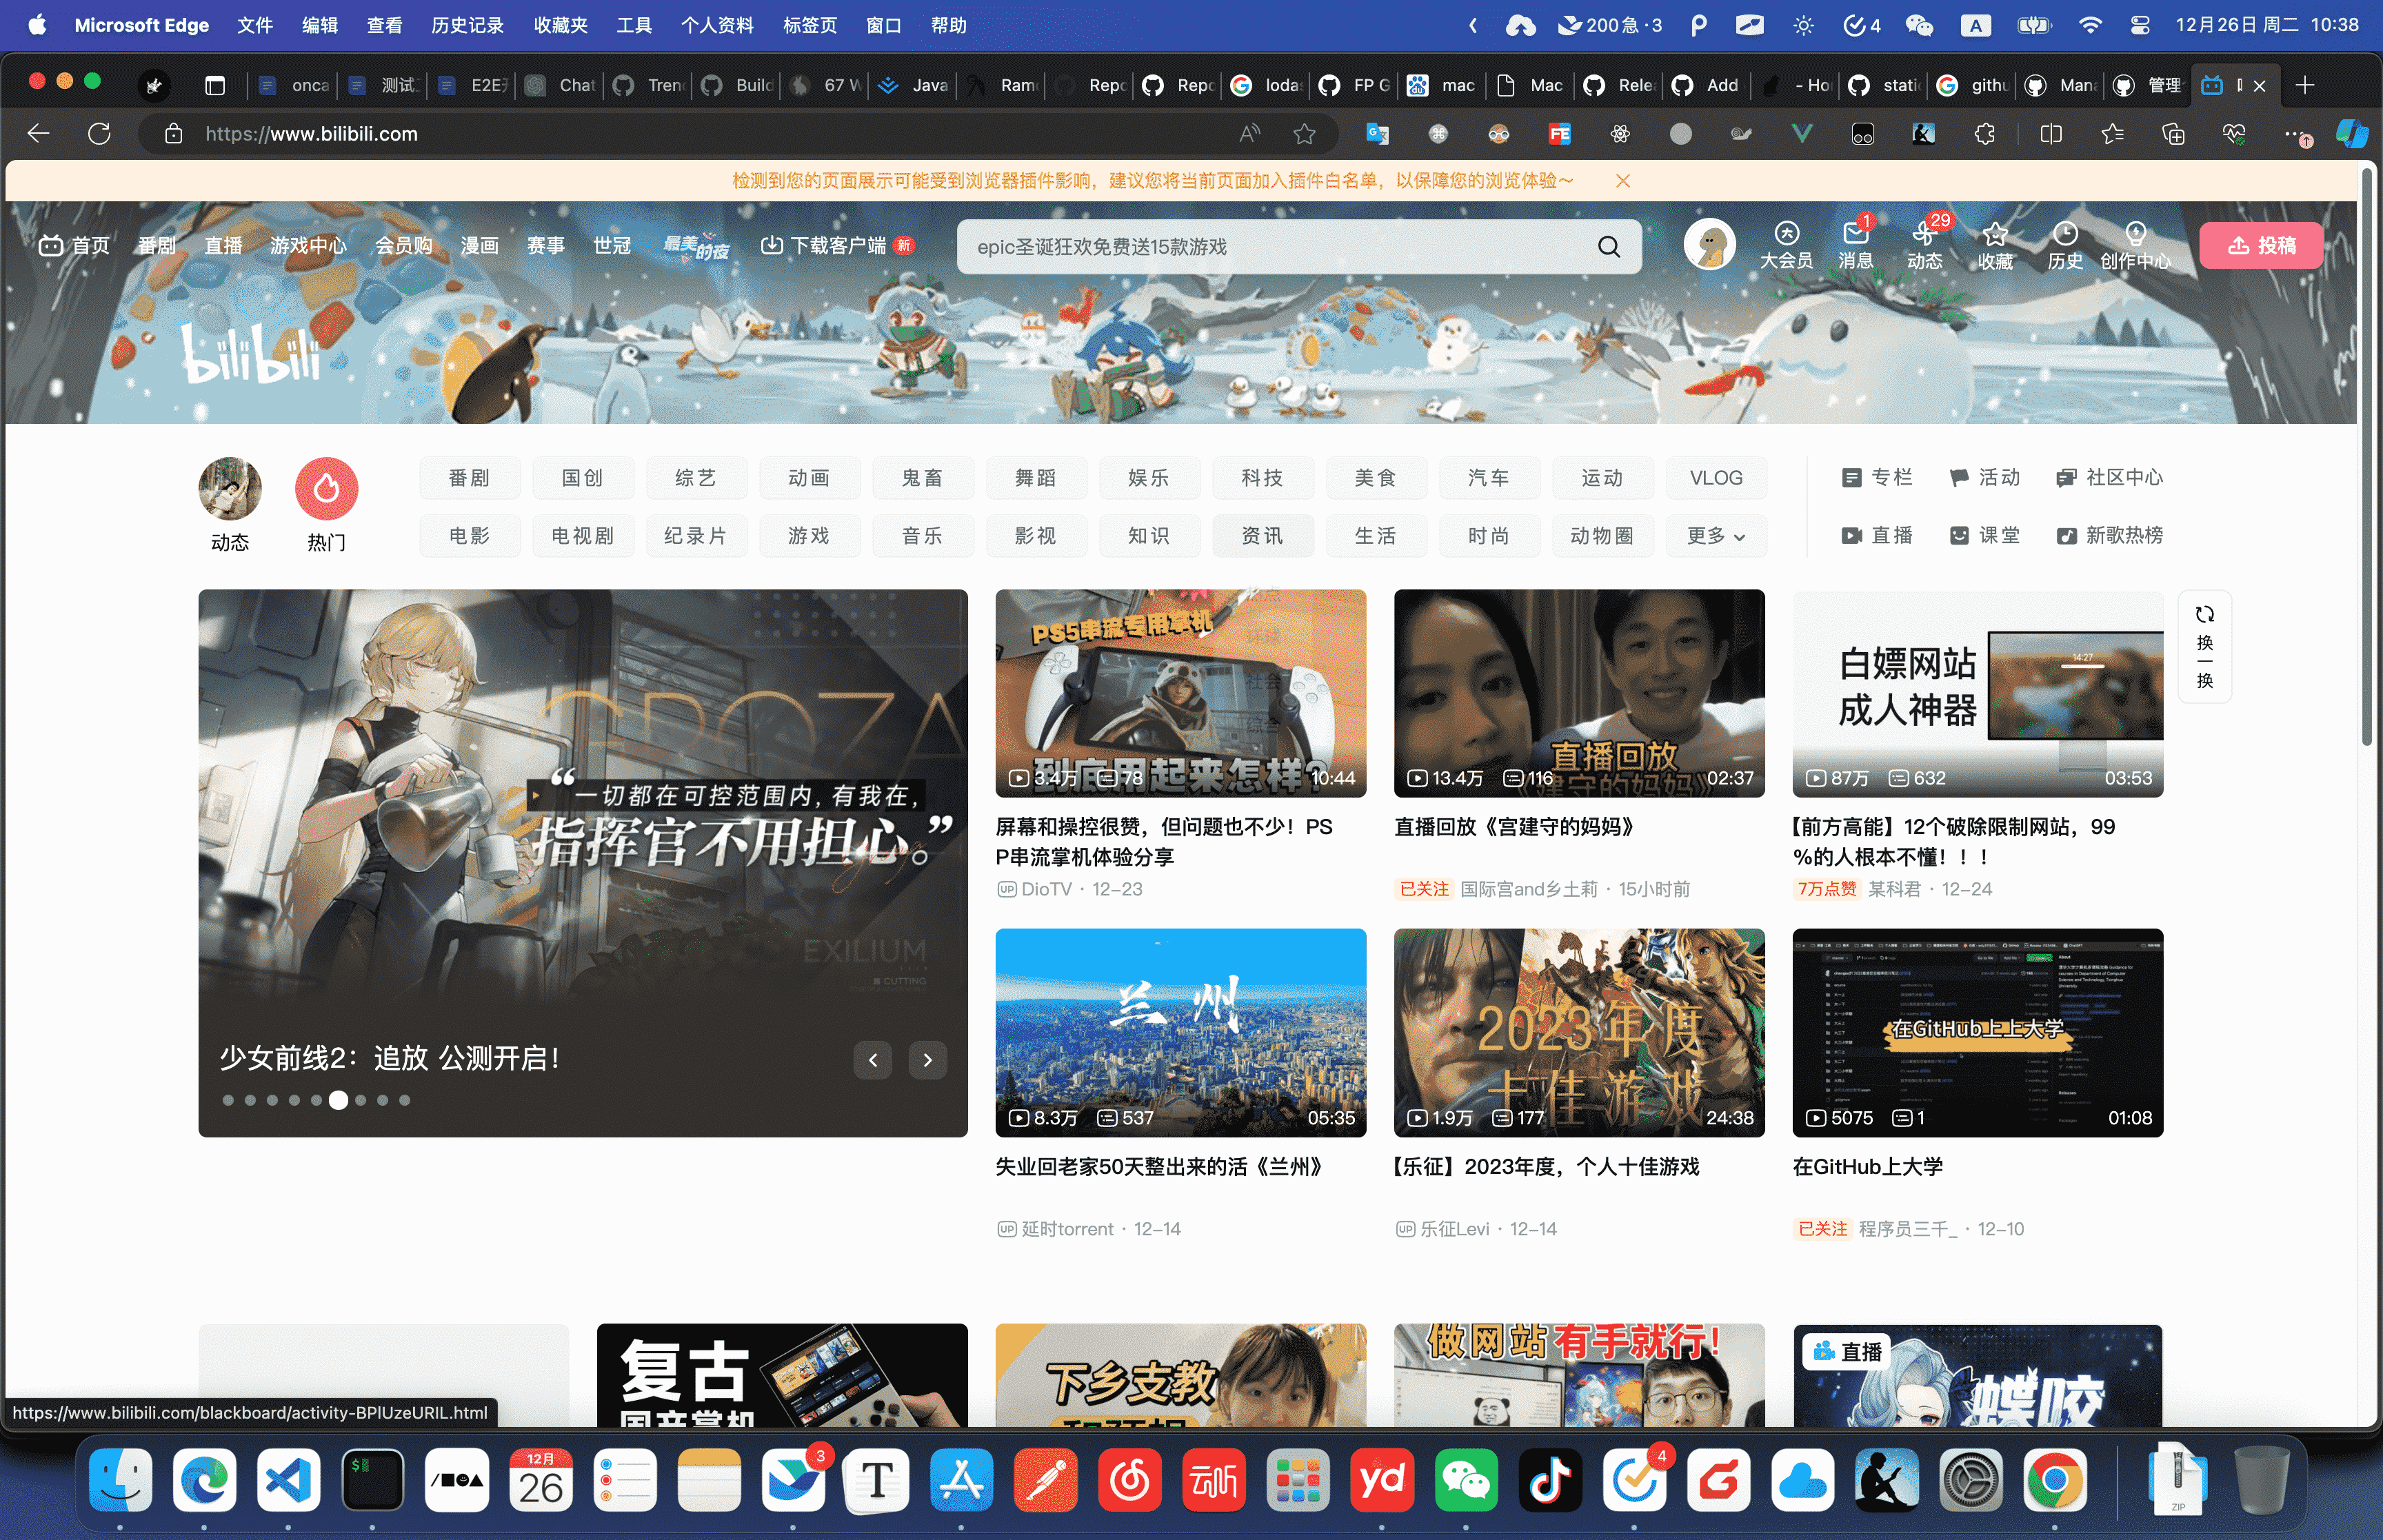 Microsoft Edge 文件 编辑 查看 历史记录 收藏夹 工具 个人资料 标签页 窗口 帮助
200急·3 4 A 12月26日 周二 10:38
onca 测试 E2E Chat Tren Build 67 W Java Ram Repo Repo loda FP G mac Mac Relea Add - Ho stati githu Mana 管理
https://www.bilibili.com
检测到您的页面展示可能受到浏览器插件影响，建议您将当前页面加入插件白名单，以保障您的浏览体验～
首页 番剧 直播 游戏中心 会员购 漫画 赛事 世冠 最美的夜 下载客户端 新
epic圣诞狂欢免费送15款游戏
大会员 消息 1 动态 29 收藏 历史 创作中心 投稿
bilibili
动态 热门
番剧 国创 综艺 动画 鬼畜 舞蹈 娱乐 科技 美食 汽车 运动 VLOG
专栏 活动 社区中心
电影 电视剧 纪录片 游戏 音乐 影视 知识 资讯 生活 时尚 动物圈 更多
直播 课堂 新歌热榜
“一切都在可控范围内，有我在，
指挥官不用担心。”
EXILIUM
CUTTING
少女前线2：追放 公测开启！
PS5串流专用掌机
环球
社会
综合
到底用起来怎样？
3.4万 78 10:44
屏幕和操控很赞，但问题也不少！PS
P串流掌机体验分享
DioTV · 12-23
直播回放
《宫建守的妈妈》
13.4万 116 02:37
直播回放《宫建守的妈妈》
已关注 国际宫and乡土莉 · 15小时前
白嫖网站
成人神器
14:27
87万 632 03:53
【前方高能】12个破除限制网站，99
%的人根本不懂！！！
7万点赞 某科君 · 12-24
换一换
兰州
8.3万 537 05:35
失业回老家50天整出来的活《兰州》
延时torrent · 12-14
2023年度
十佳游戏
1.9万 177 24:38
【乐征】2023年度，个人十佳游戏
乐征Levi · 12-14
在GitHub上上大学
5075 1 01:08
在GitHub上大学
已关注 程序员三千_ · 12-10
复古
国产掌机
下乡支教
做网站 有手就行！
直播
蝶咬
https://www.bilibili.com/blackboard/activity-BPIUzeURIL.html
12月
26
3
T
云听
yd
4
ZIP